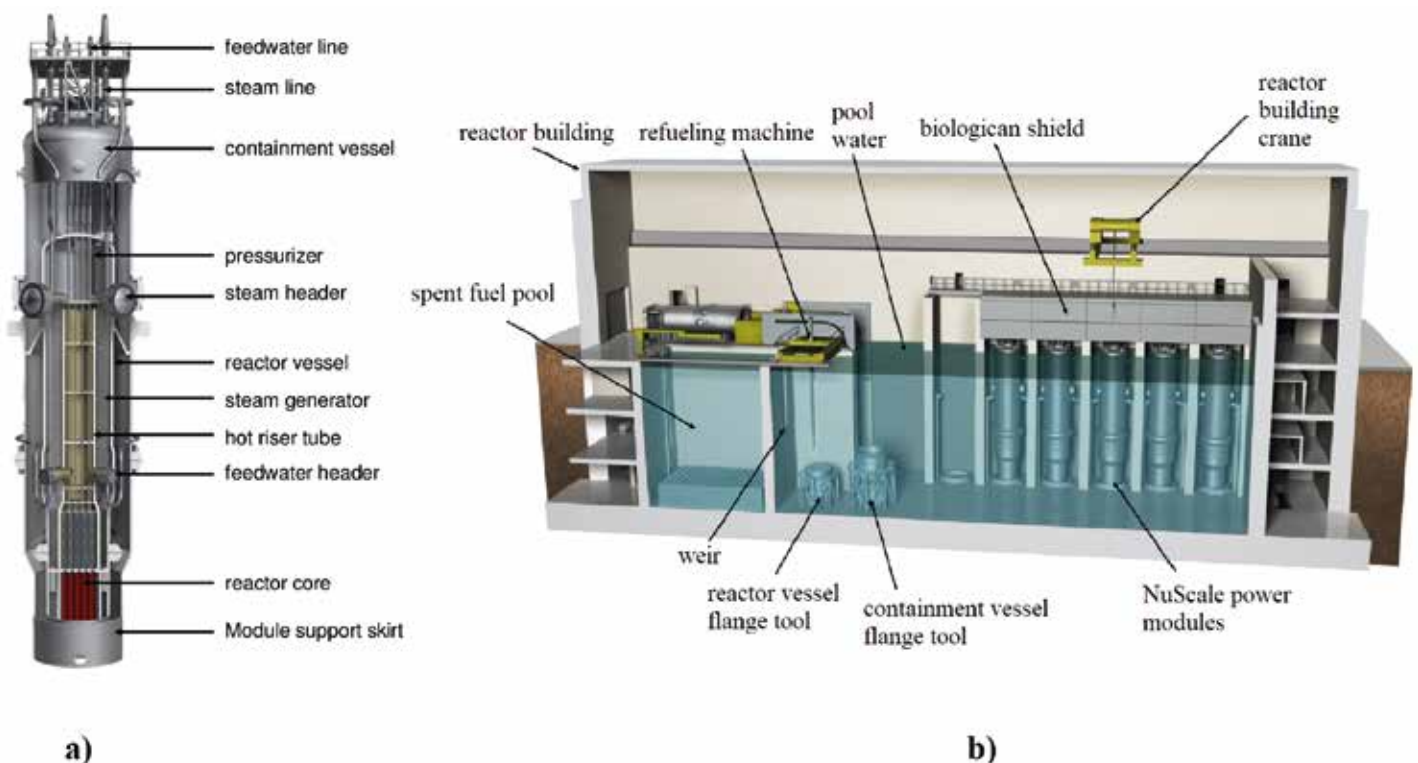 feedwater line
steam line
containment vessel
pressurizer
steam header
reactor vessel
steam generator
hot riser tube
feedwater header
reactor core
Module support skirt
a)
reactor building
refueling machine
pool
water
biologican shield
reactor
building
crane
spent fuel pool
weir
reactor vessel
flange tool
containment vessel
flange tool
NuScale power
modules
b)